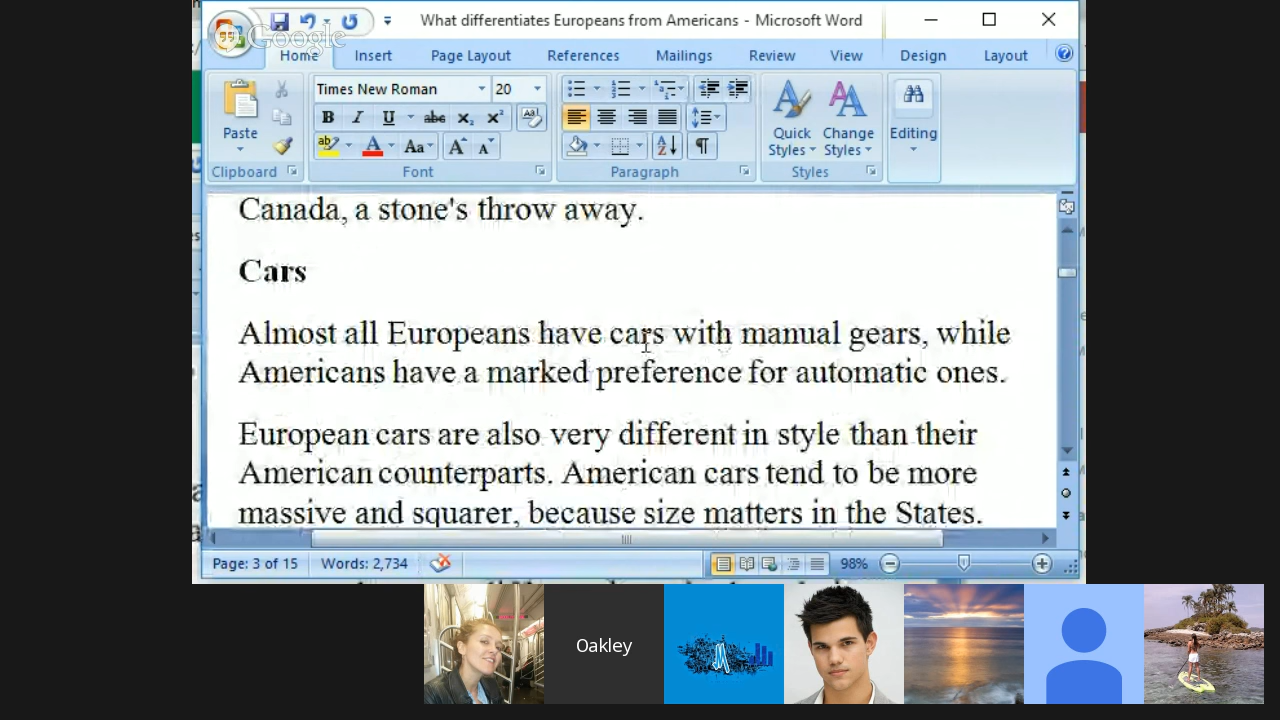 What differentiates Europeans from Americans - Microsoft Word
Google
Home Insert Page Layout References Mailings Review View Design Layout
Times New Roman 20
Paste
Quick Styles
Change Styles
Editing
Clipboard Font Paragraph Styles
Canada, a stone's throw away.
Cars
Almost all Europeans have cars with manual gears, while
Americans have a marked preference for automatic ones.
European cars are also very different in style than their
American counterparts. American cars tend to be more
massive and squarer, because size matters in the States.
Page: 3 of 15 Words: 2,734 98%
Oakley